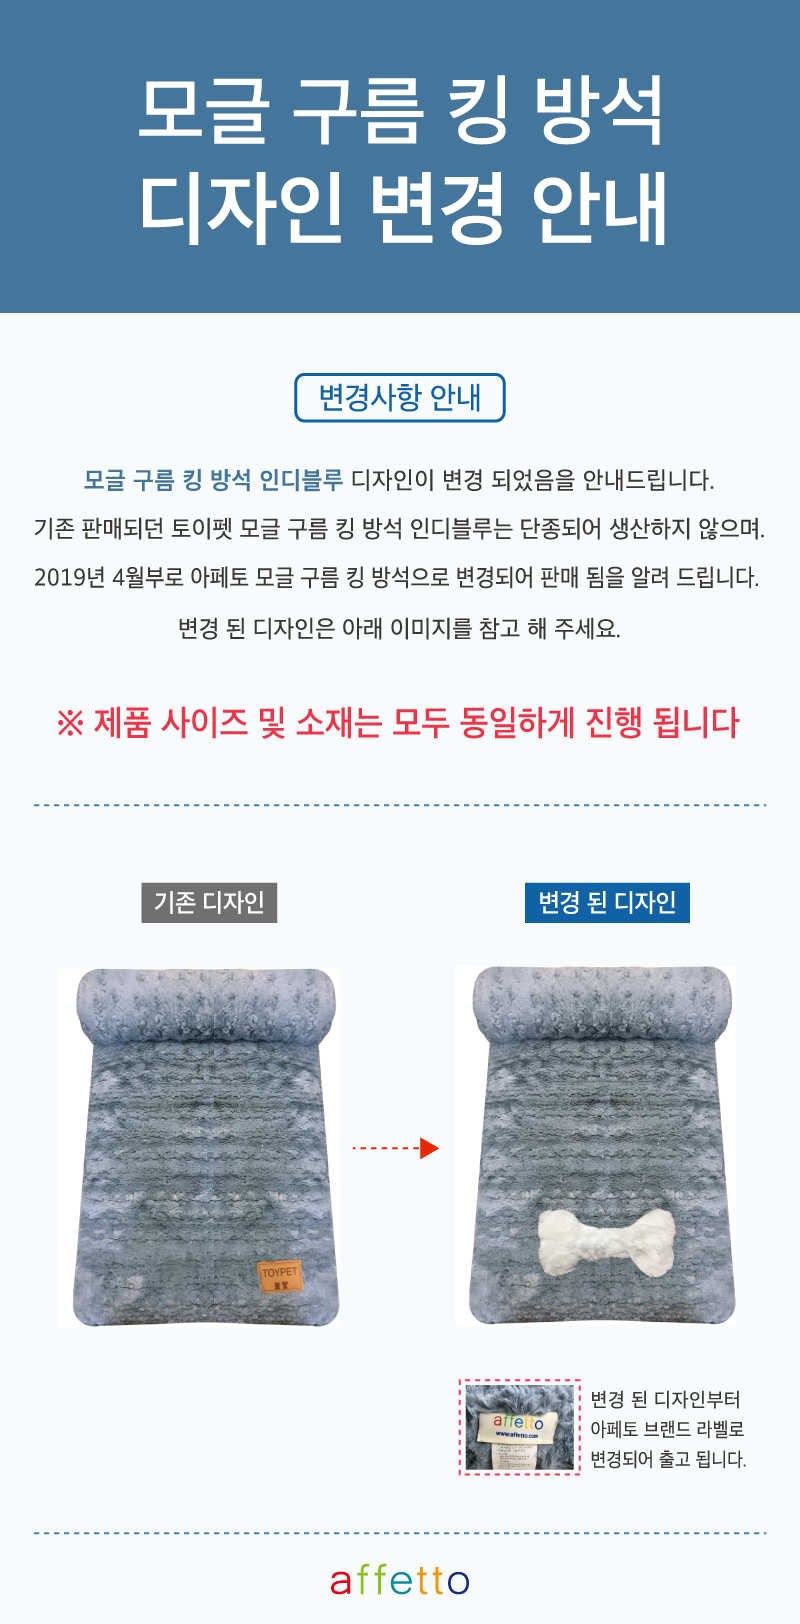 모글 구름 킹 방석
디자인 변경 안내
변경사항 안내
모글 구름 킹 방석 인디블루 디자인이 변경 되었음을 안내드립니다.
기존 판매되던 토이펫 모글 구름 킹 방석 인디블루는 단종되어 생산하지 않으며.
2019년 4월부로 아페토 모글 구름 킹 방석으로 변경되어 판매 됨을 알려 드립니다.
변경 된 디자인은 아래 이미지를 참고 해 주세요.
※ 제품 사이즈 및 소재는 모두 동일하게 진행 됩니다
기존 디자인
변경 된 디자인
TOYPET
affetto
www.affetto.com
변경 된 디자인부터
아페토 브랜드 라벨로
변경되어 출고 됩니다.
affetto